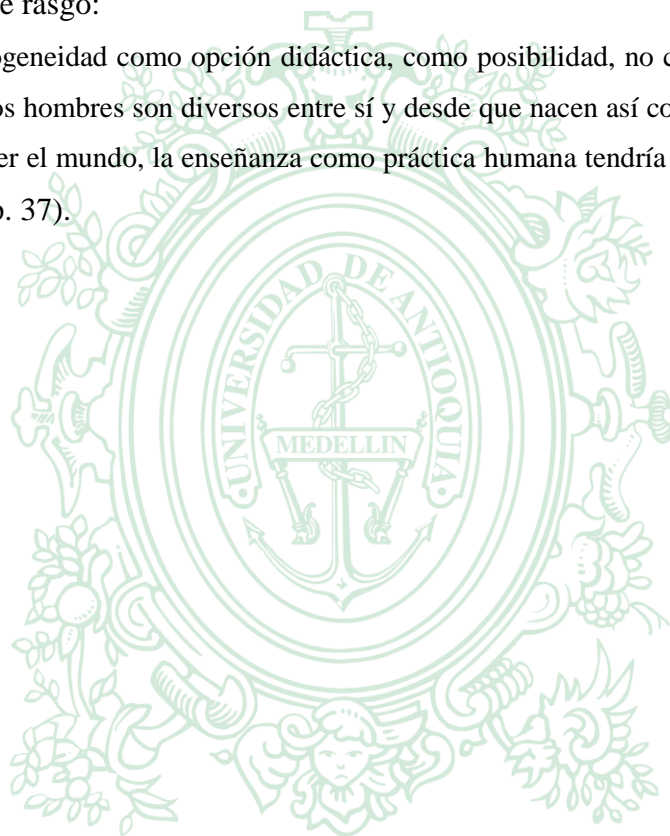 e rasgo:
ogeneidad como opción didáctica, como posibilidad, no c
os hombres son diversos entre sí y desde que nacen así co
er el mundo, la enseñanza como práctica humana tendría
p. 37).
UNIVERSIDAD DE ANTIOQUIA
MEDELLIN